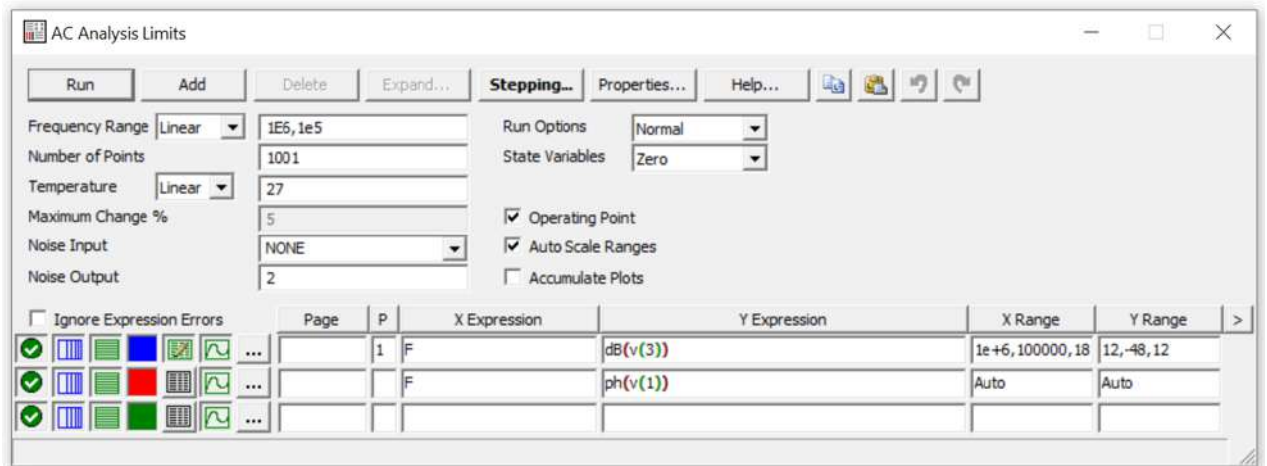 AC Analysis Limits
Run Add Delete Expand... Stepping... Properties... Help...
Frequency Range Linear 1E6,1e5 Run Options Normal
Number of Points 1001 State Variables Zero
Temperature Linear 27
Maximum Change % 5 Operating Point
Noise Input NONE Auto Scale Ranges
Noise Output 2 Accumulate Plots
Ignore Expression Errors Page P X Expression Y Expression X Range Y Range >
... 1 F dB(v(3)) 1e+6,100000,18 12,-48,12
... F ph(v(1)) Auto Auto
...